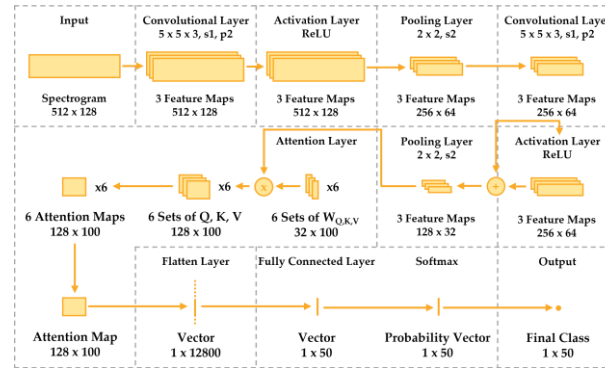 Input
Spectrogram
512 x 128
Convolutional Layer
5 x 5 x 3, s1, p2
3 Feature Maps
512 x 128
Activation Layer
ReLU
3 Feature Maps
512 x 128
Pooling Layer
2 x 2, s2
3 Feature Maps
256 x 64
Convolutional Layer
5 x 5 x 3, s1, p2
3 Feature Maps
256 x 64
x6
6 Attention Maps
128 x 100
Attention Layer
x6
x
x6
6 Sets of Q, K, V
128 x 100
6 Sets of WQ,K,V
32 x 100
Pooling Layer
2 x 2, s2
3 Feature Maps
128 x 32
+
Activation Layer
ReLU
3 Feature Maps
256 x 64
Attention Map
128 x 100
Flatten Layer
Vector
1 x 12800
Fully Connected Layer
Vector
1 x 50
Softmax
Probability Vector
1 x 50
Output
Final Class
1 x 50